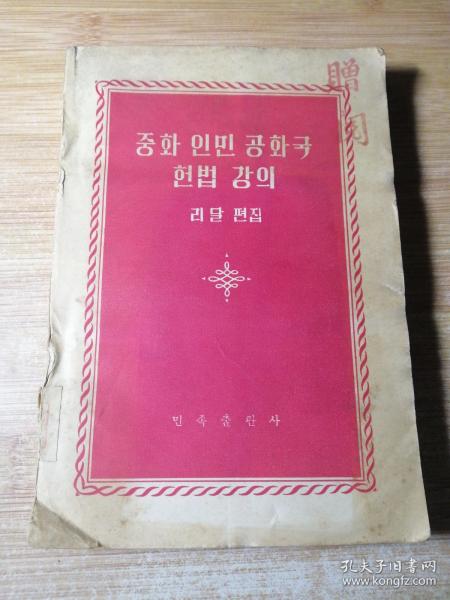 贈
阅
중화 인민 공화국
헌법 강의
리달 편집
민족출판사
孔夫子旧书网
www.kongfz.com